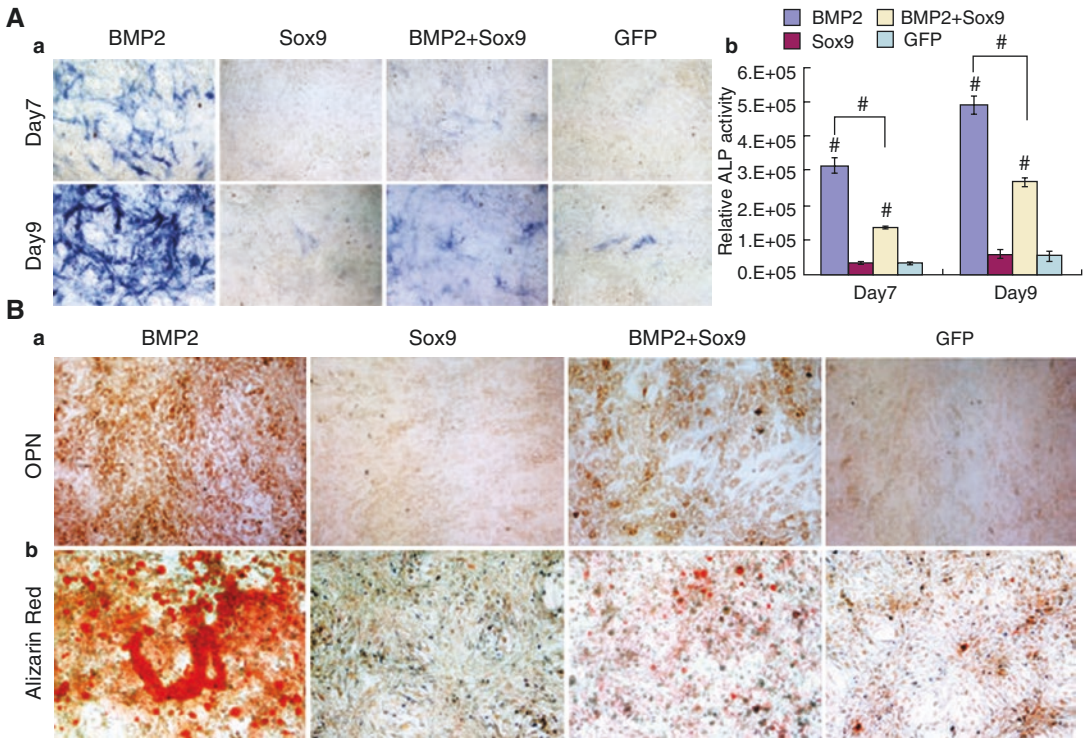 A
a
BMP2 Sox9 BMP2+Sox9 GFP
Day7
Day9
b
BMP2 BMP2+Sox9
Sox9 GFP
Relative ALP activity
6.E+05
5.E+05
4.E+05
3.E+05
2.E+05
1.E+05
0.E+05
# # #
# # #
Day7 Day9
B
a
BMP2 Sox9 BMP2+Sox9 GFP
OPN
b
Alizarin Red